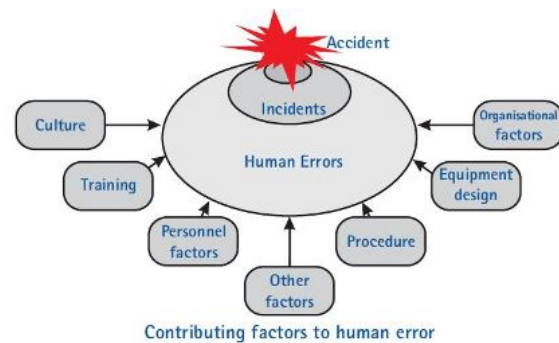 Accident
Incidents
Human Errors
Culture
Training
Personnel
factors
Other
factors
Procedure
Equipment
design
Organisational
factors
Contributing factors to human error